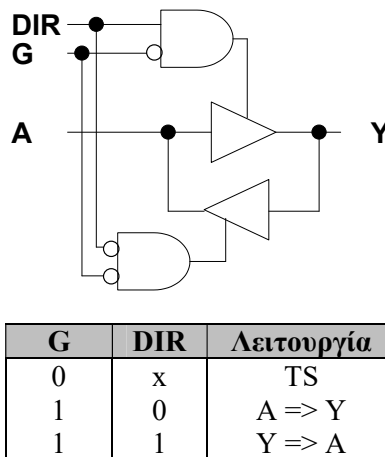 DIR
G
A Y
G DIR Λειτουργία
0 x TS
1 0 A => Y
1 1 Y => A